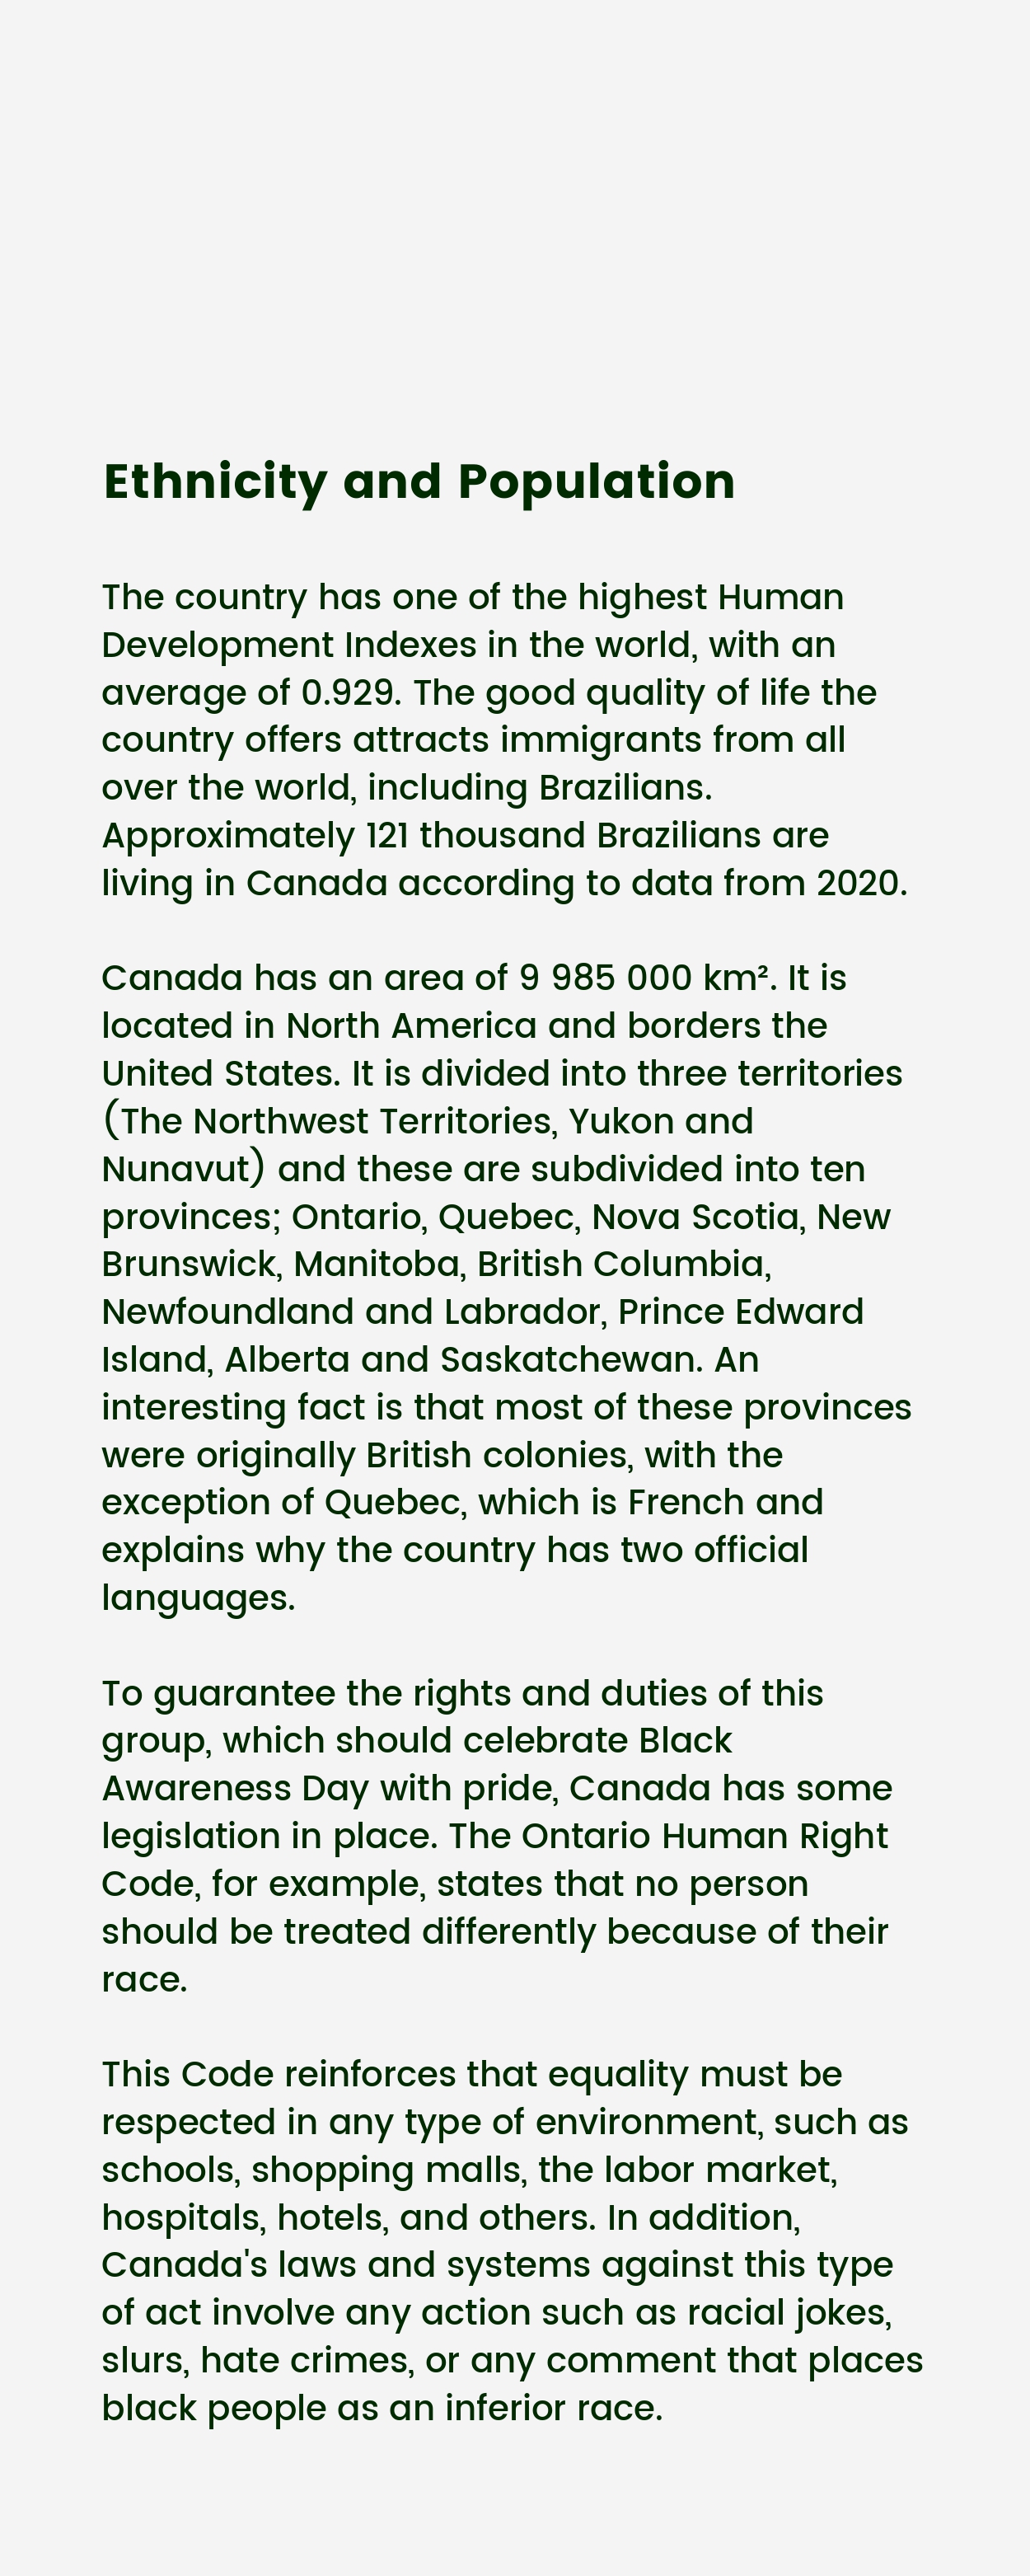 Ethnicity and Population
The country has one of the highest Human
Development Indexes in the world, with an
average of 0.929. The good quality of life the
country offers attracts immigrants from all
over the world, including Brazilians.
Approximately 121 thousand Brazilians are
living in Canada according to data from 2020.
Canada has an area of 9 985 000 km². It is
located in North America and borders the
United States. It is divided into three territories
(The Northwest Territories, Yukon and
Nunavut) and these are subdivided into ten
provinces; Ontario, Quebec, Nova Scotia, New
Brunswick, Manitoba, British Columbia,
Newfoundland and Labrador, Prince Edward
Island, Alberta and Saskatchewan. An
interesting fact is that most of these provinces
were originally British colonies, with the
exception of Quebec, which is French and
explains why the country has two official
languages.
To guarantee the rights and duties of this
group, which should celebrate Black
Awareness Day with pride, Canada has some
legislation in place. The Ontario Human Right
Code, for example, states that no person
should be treated differently because of their
race.
This Code reinforces that equality must be
respected in any type of environment, such as
schools, shopping malls, the labor market,
hospitals, hotels, and others. In addition,
Canada's laws and systems against this type
of act involve any action such as racial jokes,
slurs, hate crimes, or any comment that places
black people as an inferior race.